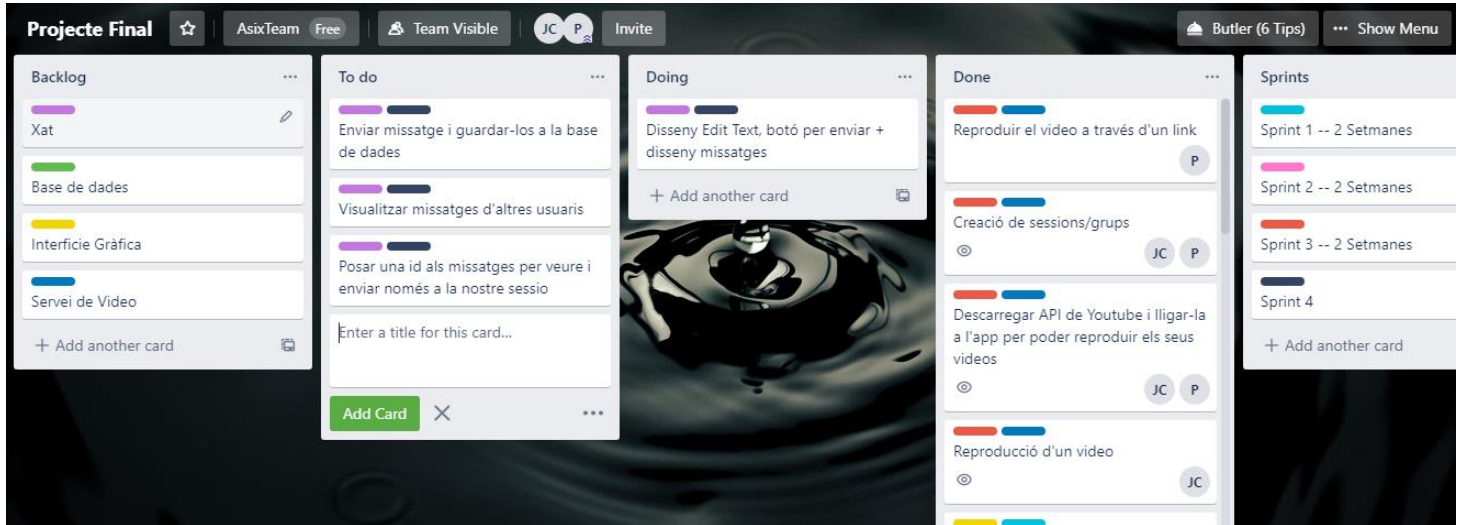 Projecte Final
AsixTeam Free
Team Visible
JC P
Invite
Butler (6 Tips)
Show Menu
Backlog
Xat
Base de dades
Interficie Gràfica
Servei de Video
+ Add another card
To do
Enviar missatge i guardar-los a la base
de dades
Visualitzar missatges d'altres usuaris
Posar una id als missatges per veure i
enviar només a la nostre sessio
Enter a title for this card...
Add Card
Doing
Disseny Edit Text, botó per enviar +
disseny missatges
+ Add another card
Done
Reproduir el video a través d'un link
P
Creació de sessions/grups
JC P
Descarregar API de Youtube i lligar-la
a l'app per poder reproduir els seus
videos
JC P
Reproducció d'un video
JC
Sprints
Sprint 1 -- 2 Setmanes
Sprint 2 -- 2 Setmanes
Sprint 3 -- 2 Setmanes
Sprint 4
+ Add another card